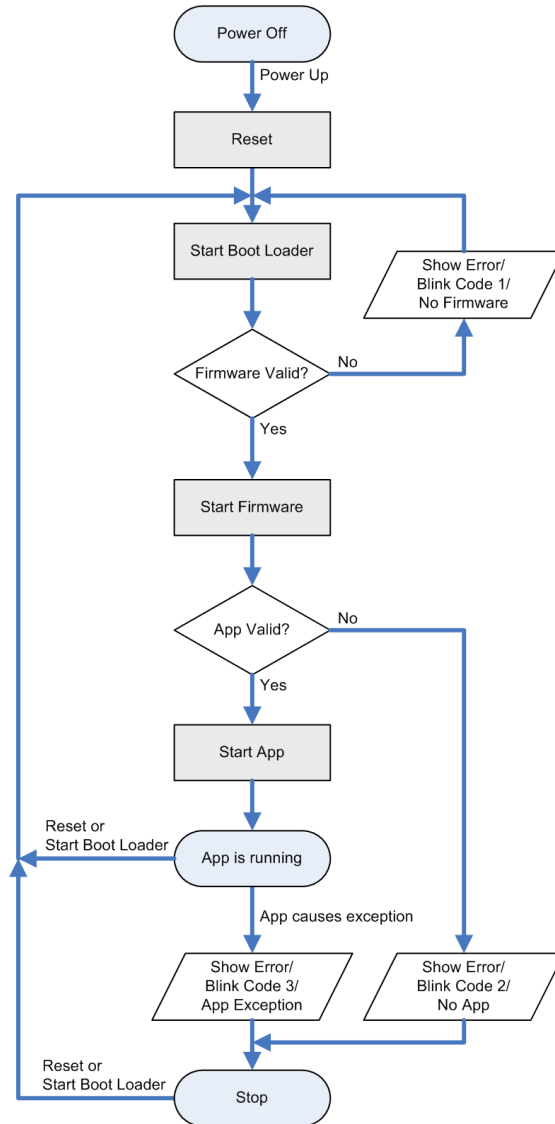 Power Off
Power Up
Reset
Start Boot Loader
Show Error/
Blink Code 1/
No Firmware
Firmware Valid?
No
Yes
Start Firmware
App Valid?
No
Yes
Start App
Reset or
Start Boot Loader
App is running
App causes exception
Show Error/
Blink Code 3/
App Exception
Show Error/
Blink Code 2/
No App
Reset or
Start Boot Loader
Stop